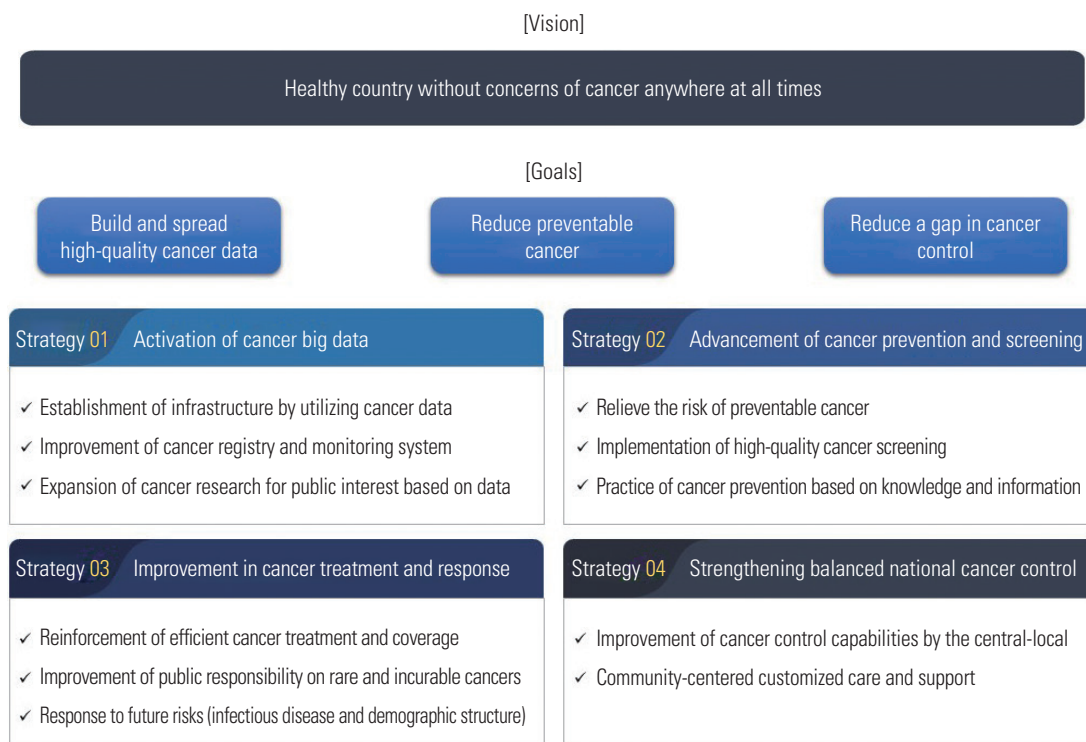 [Vision]
Healthy country without concerns of cancer anywhere at all times
[Goals]
Build and spread
high-quality cancer data
Reduce preventable
cancer
Reduce a gap in cancer
control
Strategy 01 Activation of cancer big data
✓ Establishment of infrastructure by utilizing cancer data
✓ Improvement of cancer registry and monitoring system
✓ Expansion of cancer research for public interest based on data
Strategy 02 Advancement of cancer prevention and screening
✓ Relieve the risk of preventable cancer
✓ Implementation of high-quality cancer screening
✓ Practice of cancer prevention based on knowledge and information
Strategy 03 Improvement in cancer treatment and response
✓ Reinforcement of efficient cancer treatment and coverage
✓ Improvement of public responsibility on rare and incurable cancers
✓ Response to future risks (infectious disease and demographic structure)
Strategy 04 Strengthening balanced national cancer control
✓ Improvement of cancer control capabilities by the central-local
✓ Community-centered customized care and support